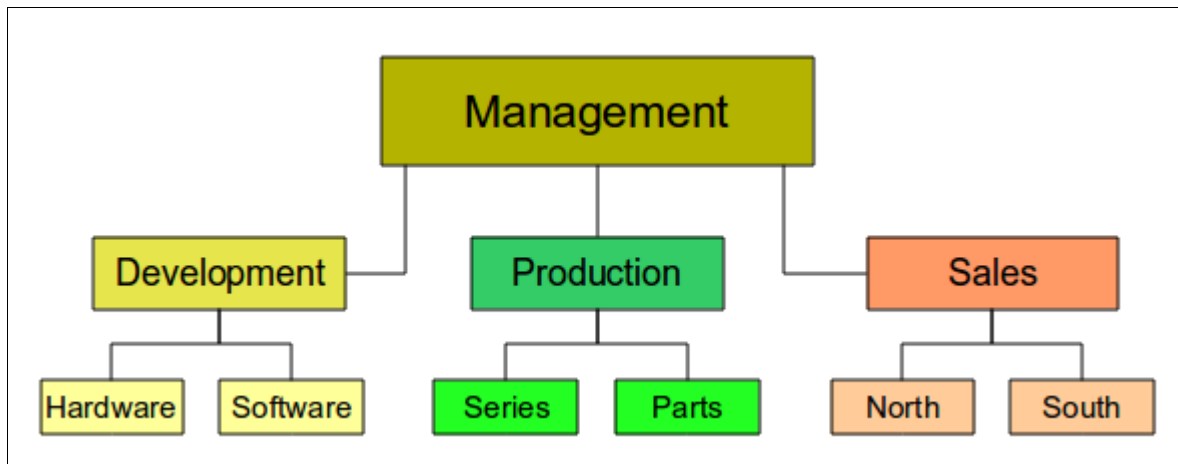 Management
Development
Production
Sales
Hardware
Software
Series
Parts
North
South